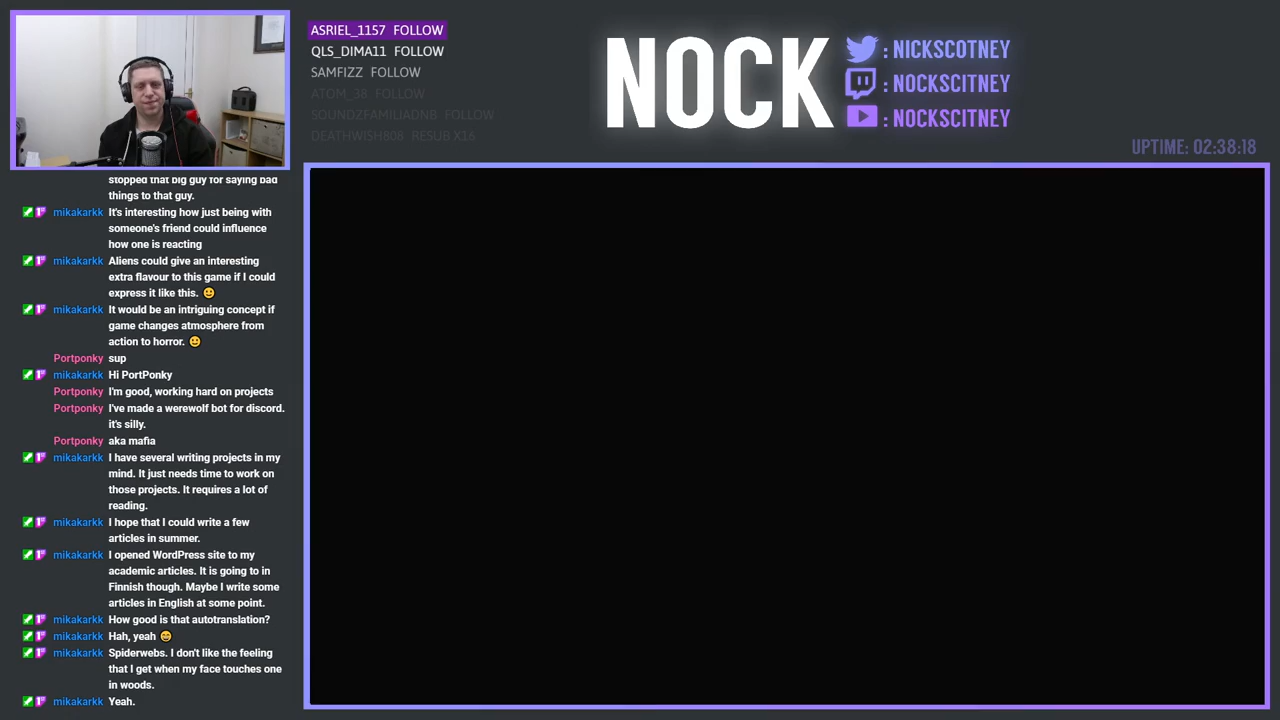 ASRIEL_1157 FOLLOW
QLS_DIMA11 FOLLOW
SAMFIZZ FOLLOW
ATOM_38 FOLLOW
SOUNDZFAMILIADNB FOLLOW
DEATHWISH808 RESUB X16
NOCK
: NICKSCOTNEY
: NOCKSCITNEY
: NOCKSCITNEY
UPTIME: 02:38:18
stopped that big guy for saying bad
things to that guy.
mikakarkk It's interesting how just being with
someone's friend could influence
how one is reacting
mikakarkk Aliens could give an interesting
extra flavour to this game if I could
express it like this.
mikakarkk It would be an intriguing concept if
game changes atmosphere from
action to horror.
Portponky sup
mikakarkk Hi PortPonky
Portponky I'm good, working hard on projects
Portponky I've made a werewolf bot for discord.
it's silly.
Portponky aka mafia
mikakarkk I have several writing projects in my
mind. It just needs time to work on
those projects. It requires a lot of
reading.
mikakarkk I hope that I could write a few
articles in summer.
mikakarkk I opened WordPress site to my
academic articles. It is going to in
Finnish though. Maybe I write some
articles in English at some point.
mikakarkk How good is that autotranslation?
mikakarkk Hah, yeah
mikakarkk Spiderwebs. I don't like the feeling
that I get when my face touches one
in woods.
mikakarkk Yeah.